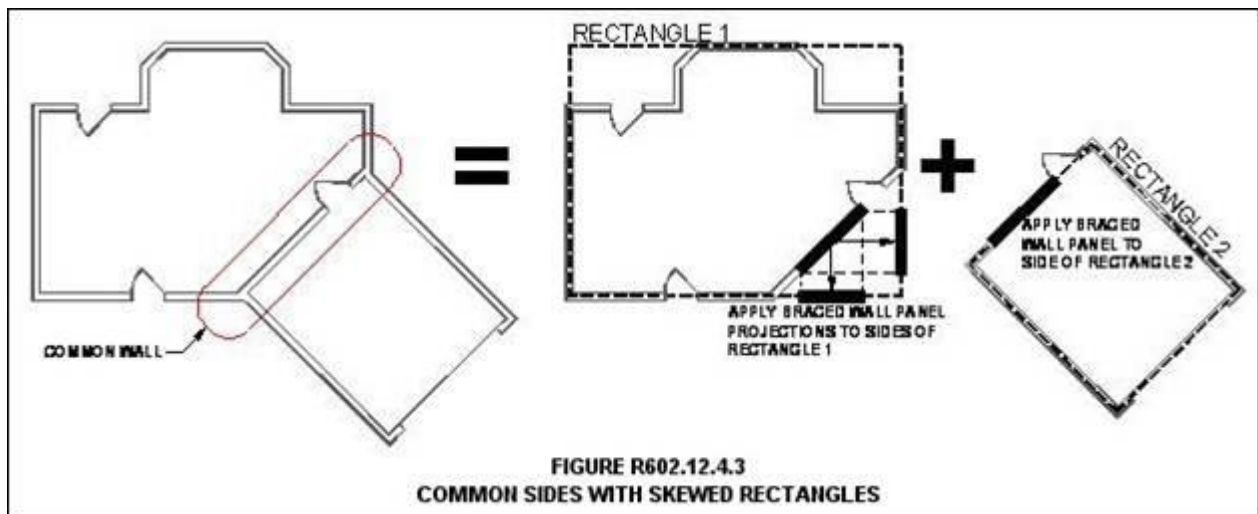 RECTANGLE 1
COMMON WALL
APPLY BRACED WALL PANEL
PROJECTIONS TO SIDES OF
RECTANGLE 1
RECTANGLE 2
APPLY BRACED
WALL PANEL TO
SIDE OF RECTANGLE 2
FIGURE R602.12.4.3
COMMON SIDES WITH SKEWED RECTANGLES